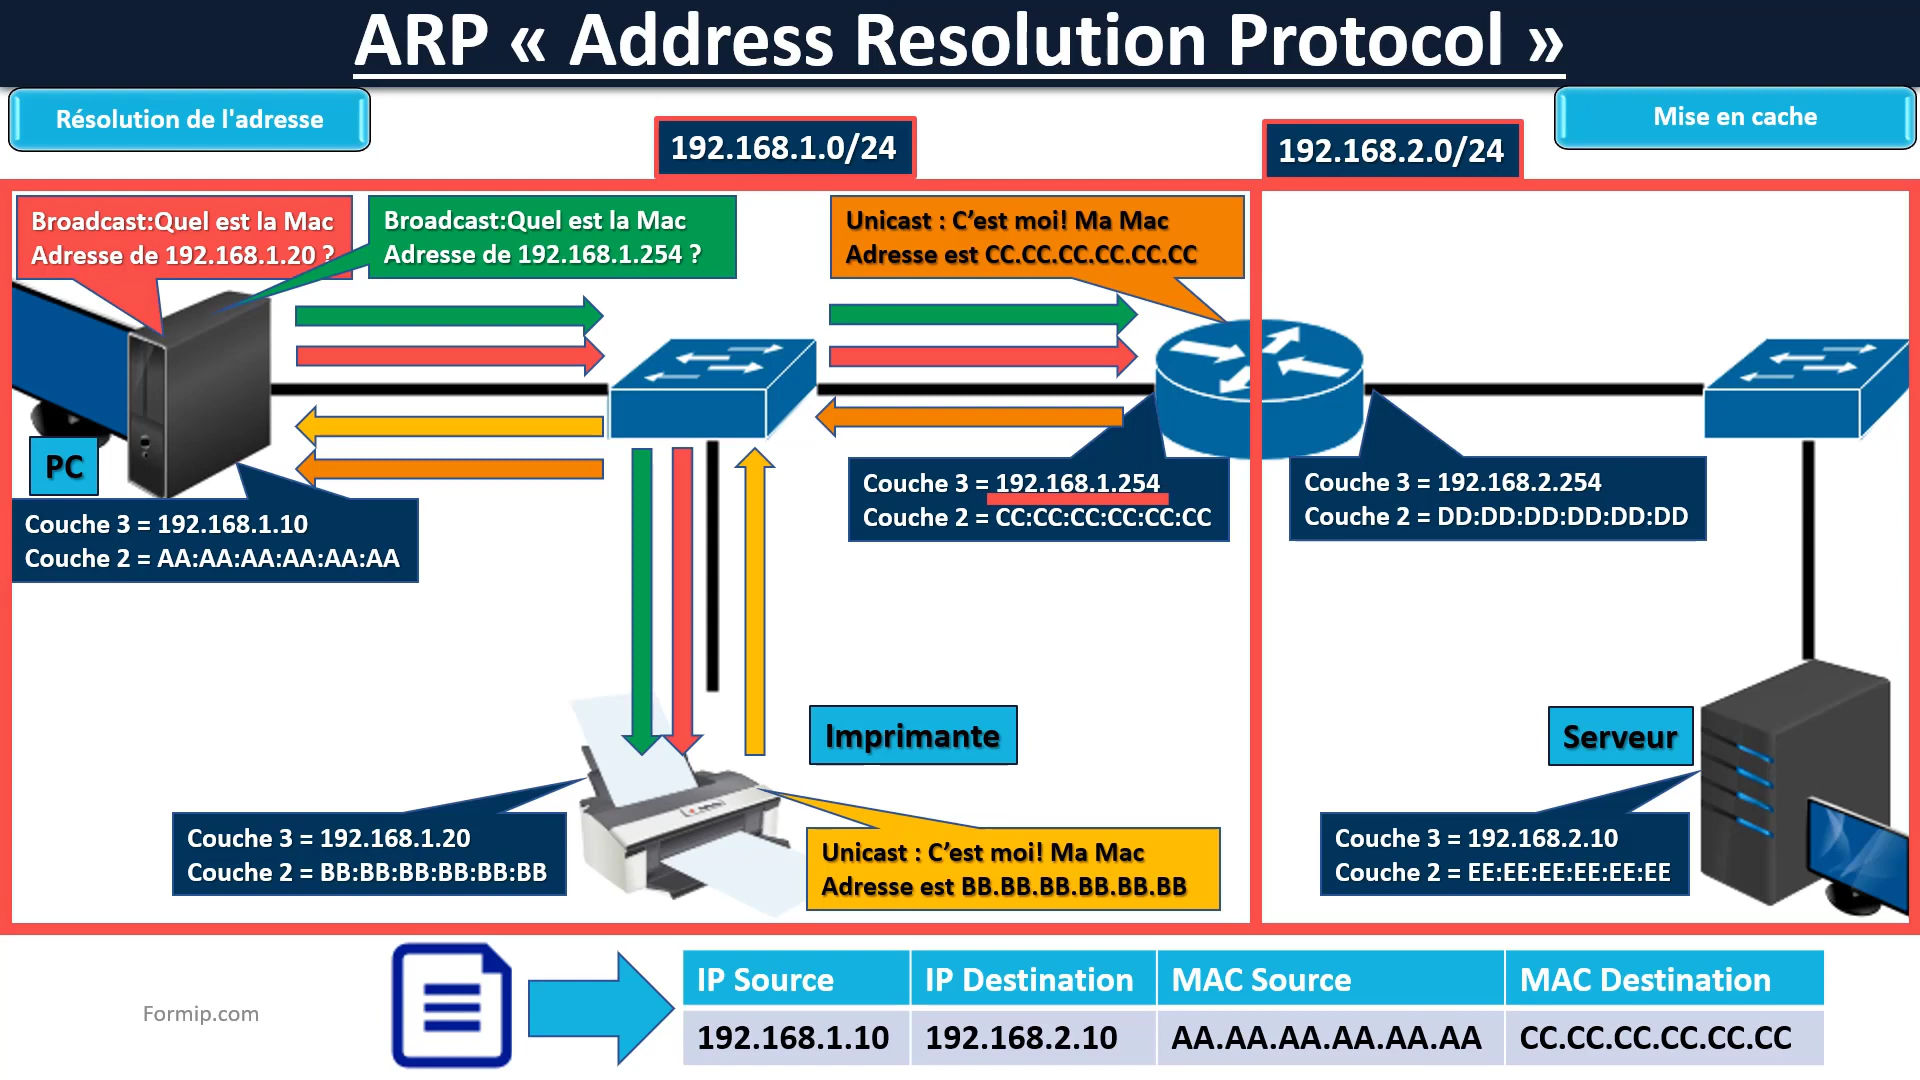 ARP « Address Resolution Protocol »
Résolution de l'adresse
Mise en cache
192.168.1.0/24
192.168.2.0/24
Broadcast:Quel est la Mac
Adresse de 192.168.1.20 ?
Broadcast:Quel est la Mac
Adresse de 192.168.1.254 ?
Unicast : C’est moi! Ma Mac
Adresse est CC.CC.CC.CC.CC.CC
PC
Couche 3 = 192.168.1.10
Couche 2 = AA:AA:AA:AA:AA:AA
Couche 3 = 192.168.1.254
Couche 2 = CC:CC:CC:CC:CC:CC
Couche 3 = 192.168.2.254
Couche 2 = DD:DD:DD:DD:DD:DD
Imprimante
Serveur
Couche 3 = 192.168.1.20
Couche 2 = BB:BB:BB:BB:BB:BB
Unicast : C’est moi! Ma Mac
Adresse est BB.BB.BB.BB.BB.BB
Couche 3 = 192.168.2.10
Couche 2 = EE:EE:EE:EE:EE:EE
Formip.com
IP Source IP Destination MAC Source MAC Destination
192.168.1.10 192.168.2.10 AA.AA.AA.AA.AA.AA CC.CC.CC.CC.CC.CC